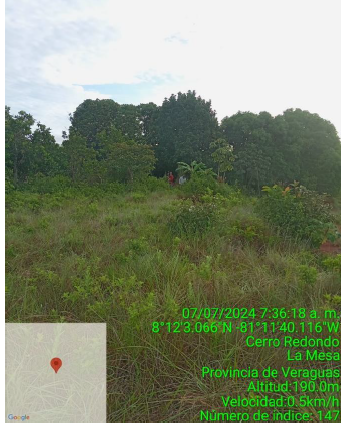 07/07/2024 7:36:18 a. m.
8°12'3.066"N -81°11'40.116"W
Cerro Redondo
La Mesa
Provincia de Veraguas
Altitud:190.0m
Velocidad:0.5km/h
Número de índice: 147
Google